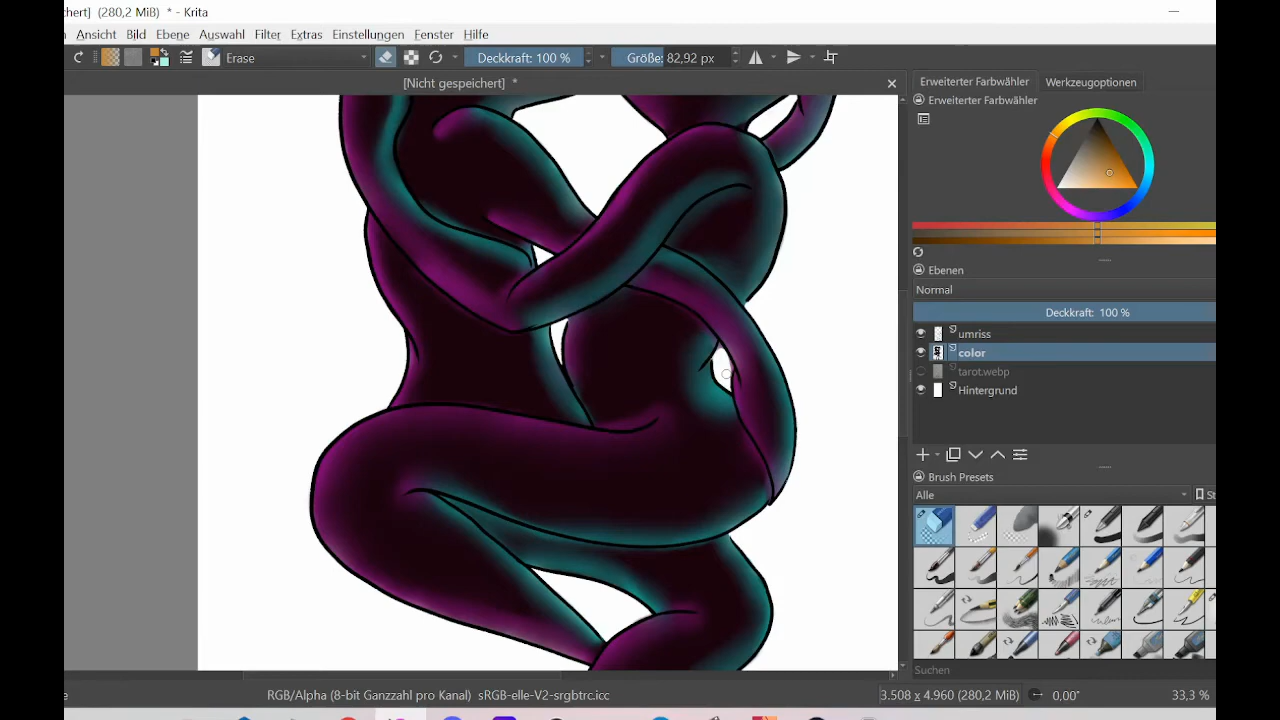 chert] (280,2 MiB) * - Krita
Ansicht Bild Ebene Auswahl Filter Extras Einstellungen Fenster Hilfe
Erase Deckkraft: 100 % Größe: 82,92 px
[Nicht gespeichert] *
Erweiterter Farbwähler Werkzeugoptionen
Erweiterter Farbwähler
Ebenen
Normal
Deckkraft: 100 %
umriss
color
tarot.webp
Hintergrund
Brush Presets
Alle St
Suchen
RGB/Alpha (8-bit Ganzzahl pro Kanal) sRGB-elle-V2-srgbtrc.icc 3.508 x 4.960 (280,2 MiB) 0,00° 33,3 %